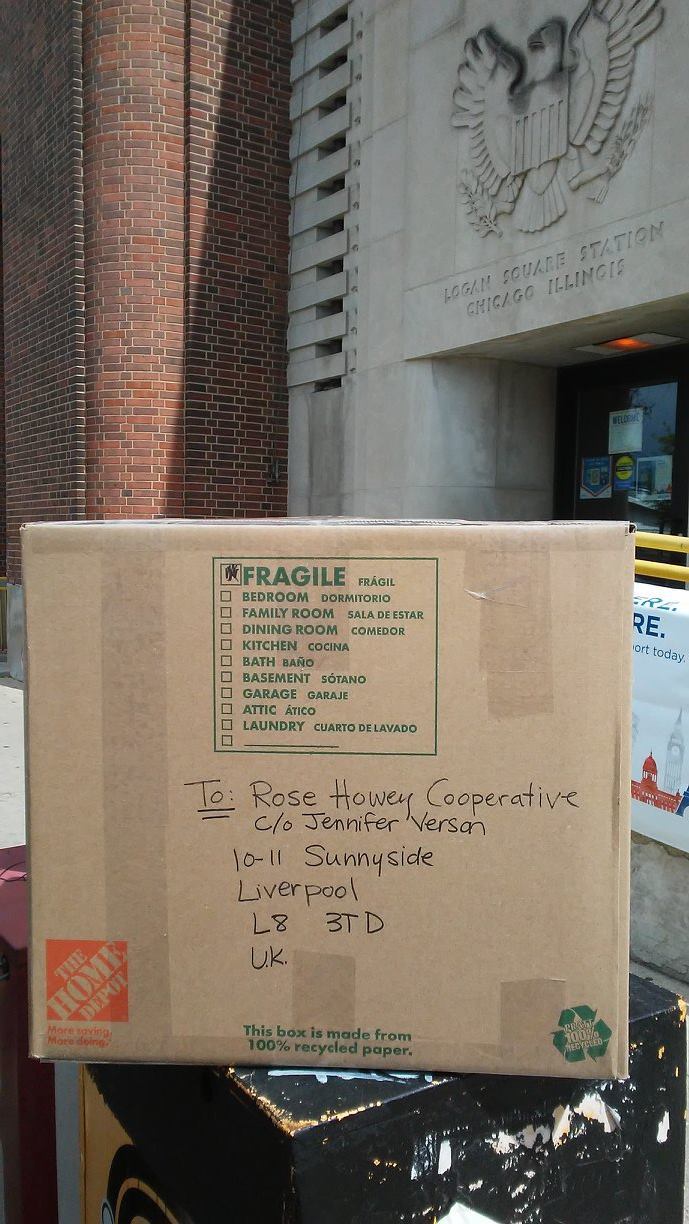 LOGAN SQUARE STATION
CHICAGO ILLINOIS
WELCOME
FRAGILE FRÁGIL
BEDROOM DORMITORIO
FAMILY ROOM SALA DE ESTAR
DINING ROOM COMEDOR
KITCHEN COCINA
BATH BAÑO
BASEMENT SÓTANO
GARAGE GARAJE
ATTIC ÁTICO
LAUNDRY CUARTO DE LAVADO
RE.
ort today.
To: Rose Howey Cooperative
c/o Jennifer Verson
10-11 Sunnyside
Liverpool
L8 3TD
U.K.
THE
HOME
DEPOT
More saving.
More doing.
This box is made from
100% recycled paper.
100%
RECYCLED